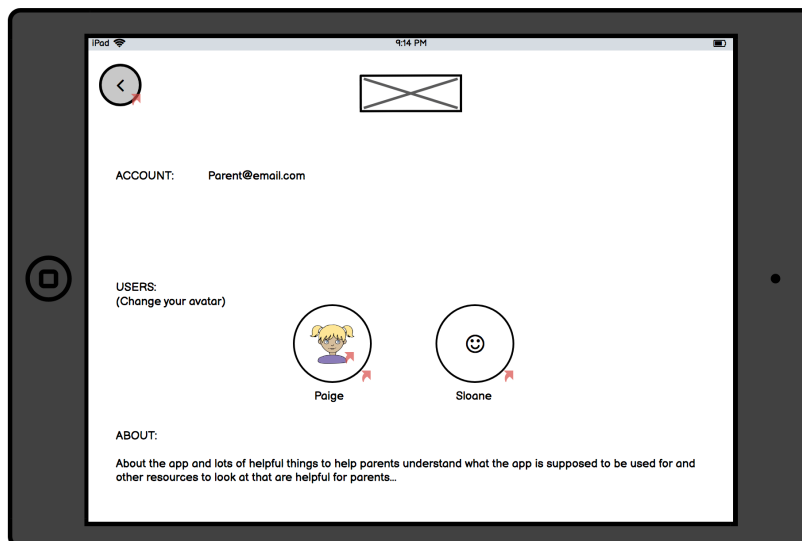 iPad 9:14 PM
ACCOUNT: Parent@email.com
USERS:
(Change your avatar)
Paige Sloane
ABOUT:
About the app and lots of helpful things to help parents understand what the app is supposed to be used for and
other resources to look at that are helpful for parents...